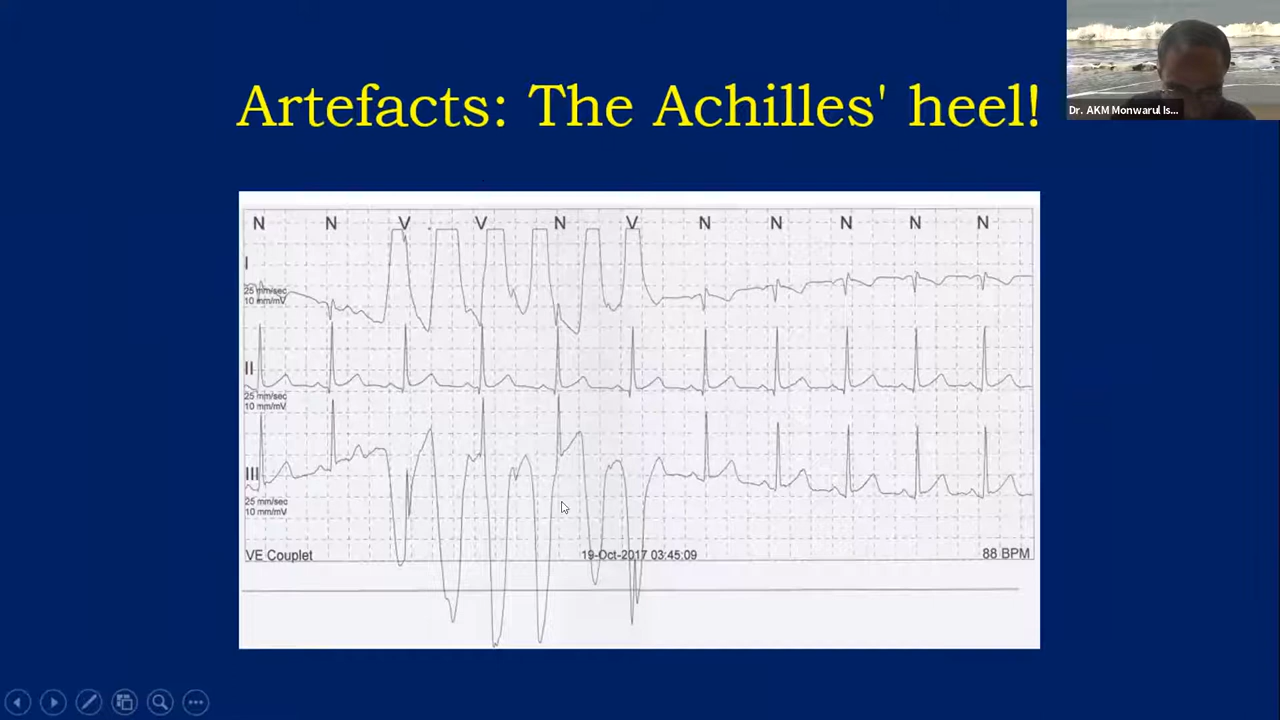 Artefacts: The Achilles' heel!
Dr. AKM Monwarul Is...
N N V V N V N N N N N
I
25 mm/sec
10 mm/mV
II
25 mm/sec
10 mm/mV
III
25 mm/sec
10 mm/mV
VE Couplet 19-Oct-2017 03:45:09 88 BPM